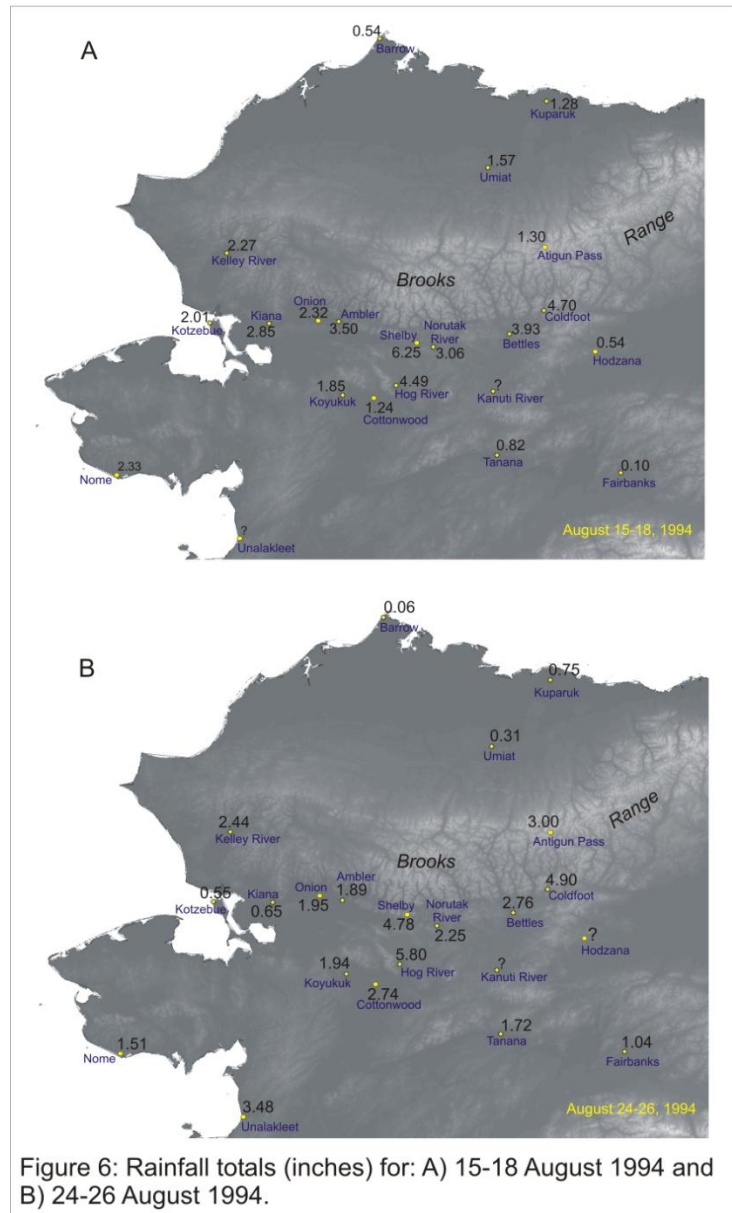 A
0.54
Barrow
1.28
Kuparuk
1.57
Umiat
Range
1.30
Atigun Pass
2.27
Kelley River
Brooks
2.01
Kotzebue
Kiana
2.85
Onion
2.32
Ambler
3.50
Shelby
6.25
Norutak
River
3.06
4.70
Coldfoot
3.93
Bettles
0.54
Hodzana
1.85
Koyukuk
1.24
Cottonwood
4.49
Hog River
?
Kanuti River
0.82
Tanana
0.10
Fairbanks
2.33
Nome
?
Unalakleet
August 15-18, 1994
B
0.06
Barrow
0.75
Kuparuk
0.31
Umiat
Range
3.00
Antigun Pass
2.44
Kelley River
Brooks
0.55
Kotzebue
Kiana
0.65
Onion
1.95
Ambler
1.89
Shelby
4.78
Norutak
River
2.25
4.90
Coldfoot
2.76
Bettles
?
Hodzana
1.94
Koyukuk
2.74
Cottonwood
5.80
Hog River
?
Kanuti River
1.72
Tanana
1.04
Fairbanks
1.51
Nome
3.48
Unalakleet
August 24-26, 1994
Figure 6: Rainfall totals (inches) for: A) 15-18 August 1994 and
B) 24-26 August 1994.